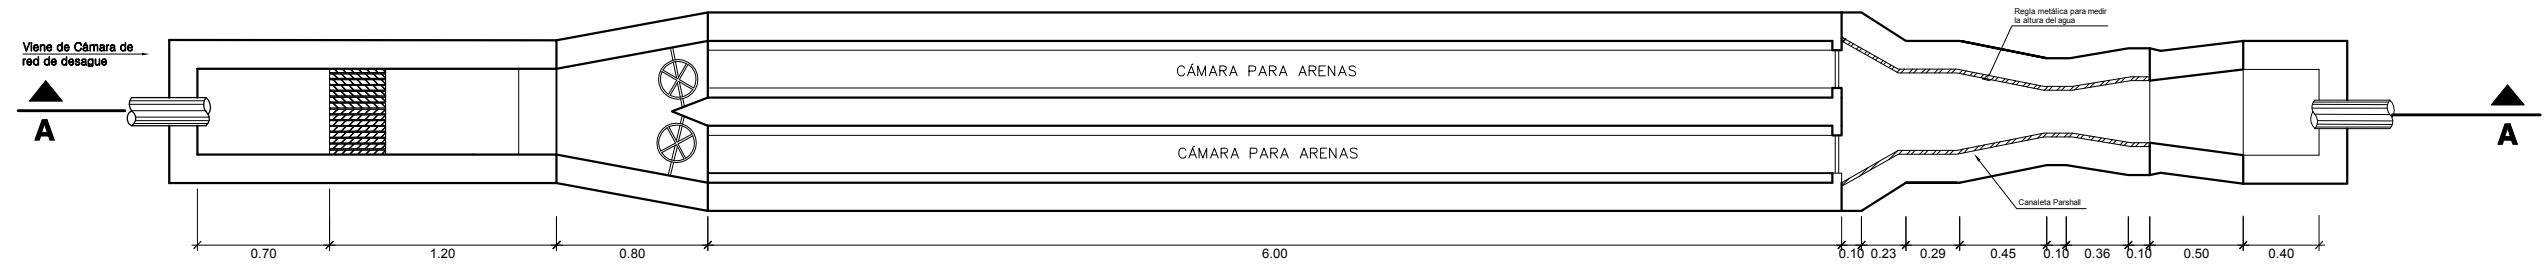 Regla metálica para medir
la altura del agua
Viene de Cámara de
red de desague
CÁMARA PARA ARENAS
A
A
CÁMARA PARA ARENAS
Canaleta Parshall
0.70
1.20
0.80
6.00
0.10
0.23
0.29
0.45
0.10
0.36
0.10
0.50
0.40